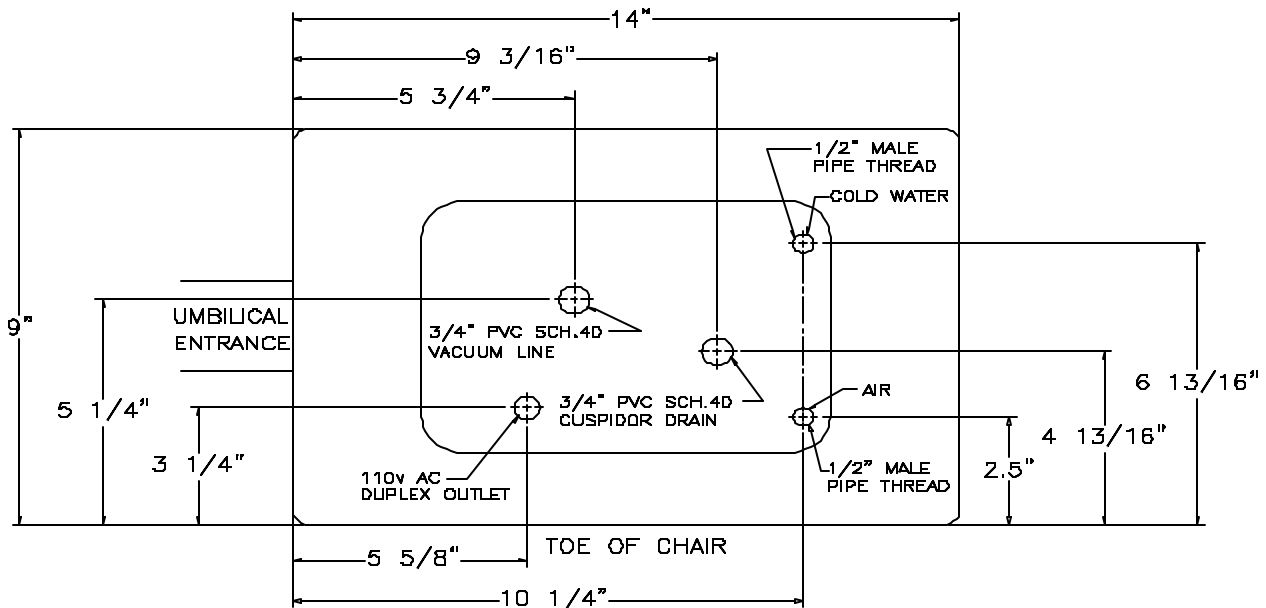 14"
9 3/16"
5 3/4"
1/2" MALE
PIPE THREAD
COLD WATER
9"
UMBILICAL
ENTRANCE
3/4" PVC SCH.40
VACUUM LINE
6 13/16"
5 1/4"
3/4" PVC SCH.40
CUSPIDOR DRAIN
AIR
4 13/16"
3 1/4"
110v AC
DUPLEX OUTLET
1/2" MALE
PIPE THREAD
2.5"
TOE OF CHAIR
5 5/8"
10 1/4"